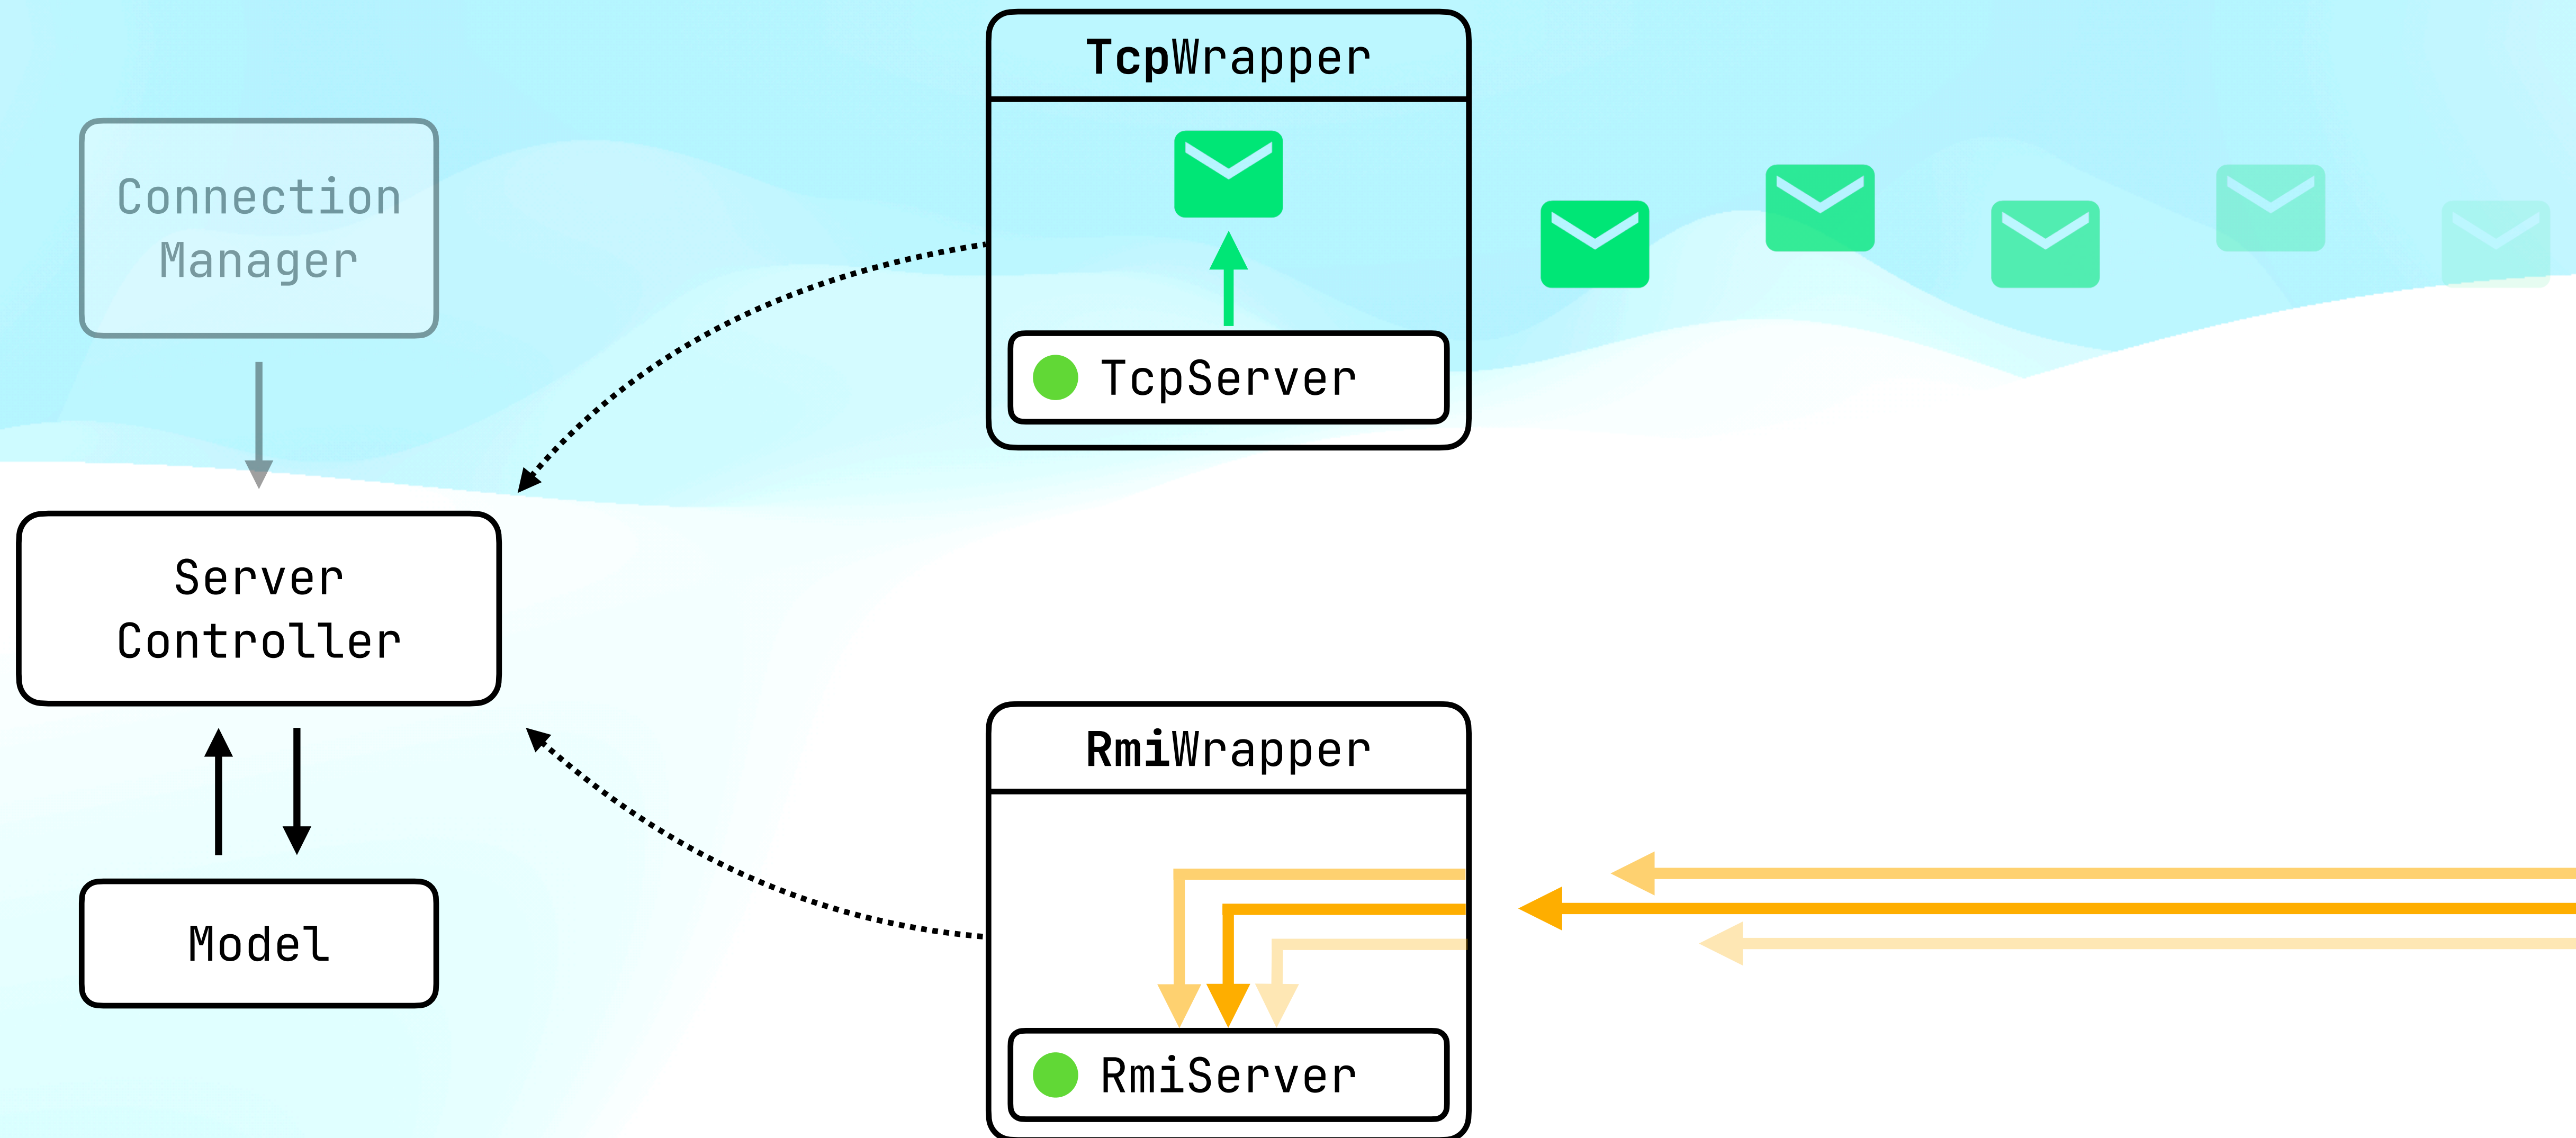 TcpWrapper
Connection
Manager
TcpServer
Server
Controller
RmiWrapper
Model
RmiServer